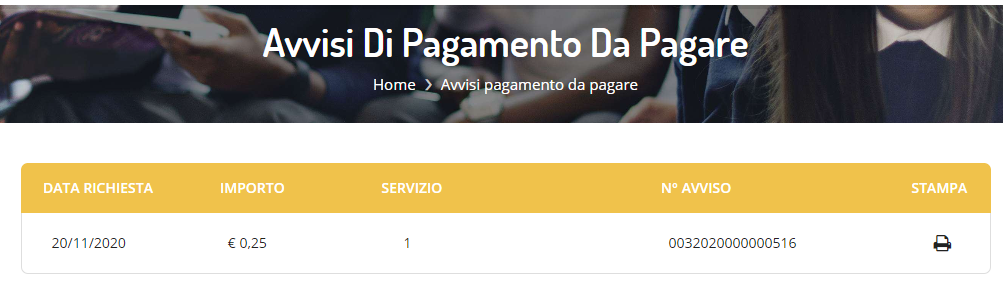 Avvisi Di Pagamento Da Pagare
Home ❯ Avvisi pagamento da pagare
DATA RICHIESTA IMPORTO SERVIZIO N° AVVISO STAMPA
20/11/2020 € 0,25 1 0032020000000516